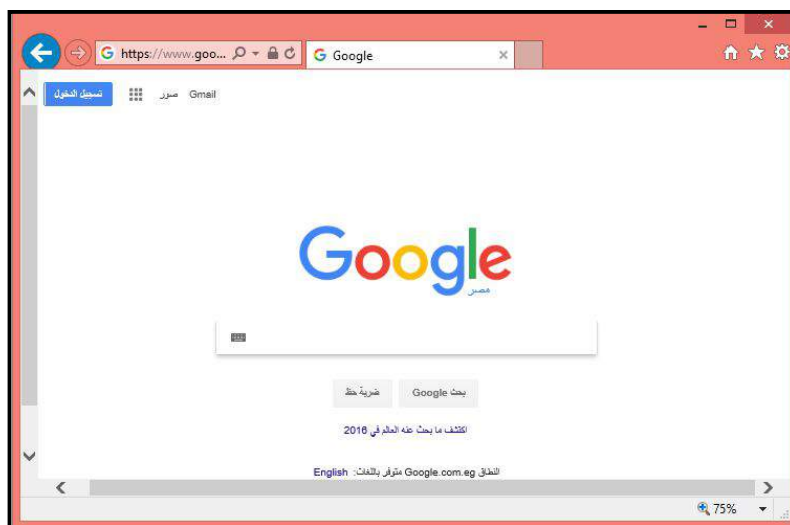 https://www.goo...
Google
تسجيل الدخول صور Gmail
Google
مصر
بحث Google ضربة حظ
اكتشف ما بحث عنه العالم في 2016
النطاق Google.com.eg متوفر باللغات: English
75%